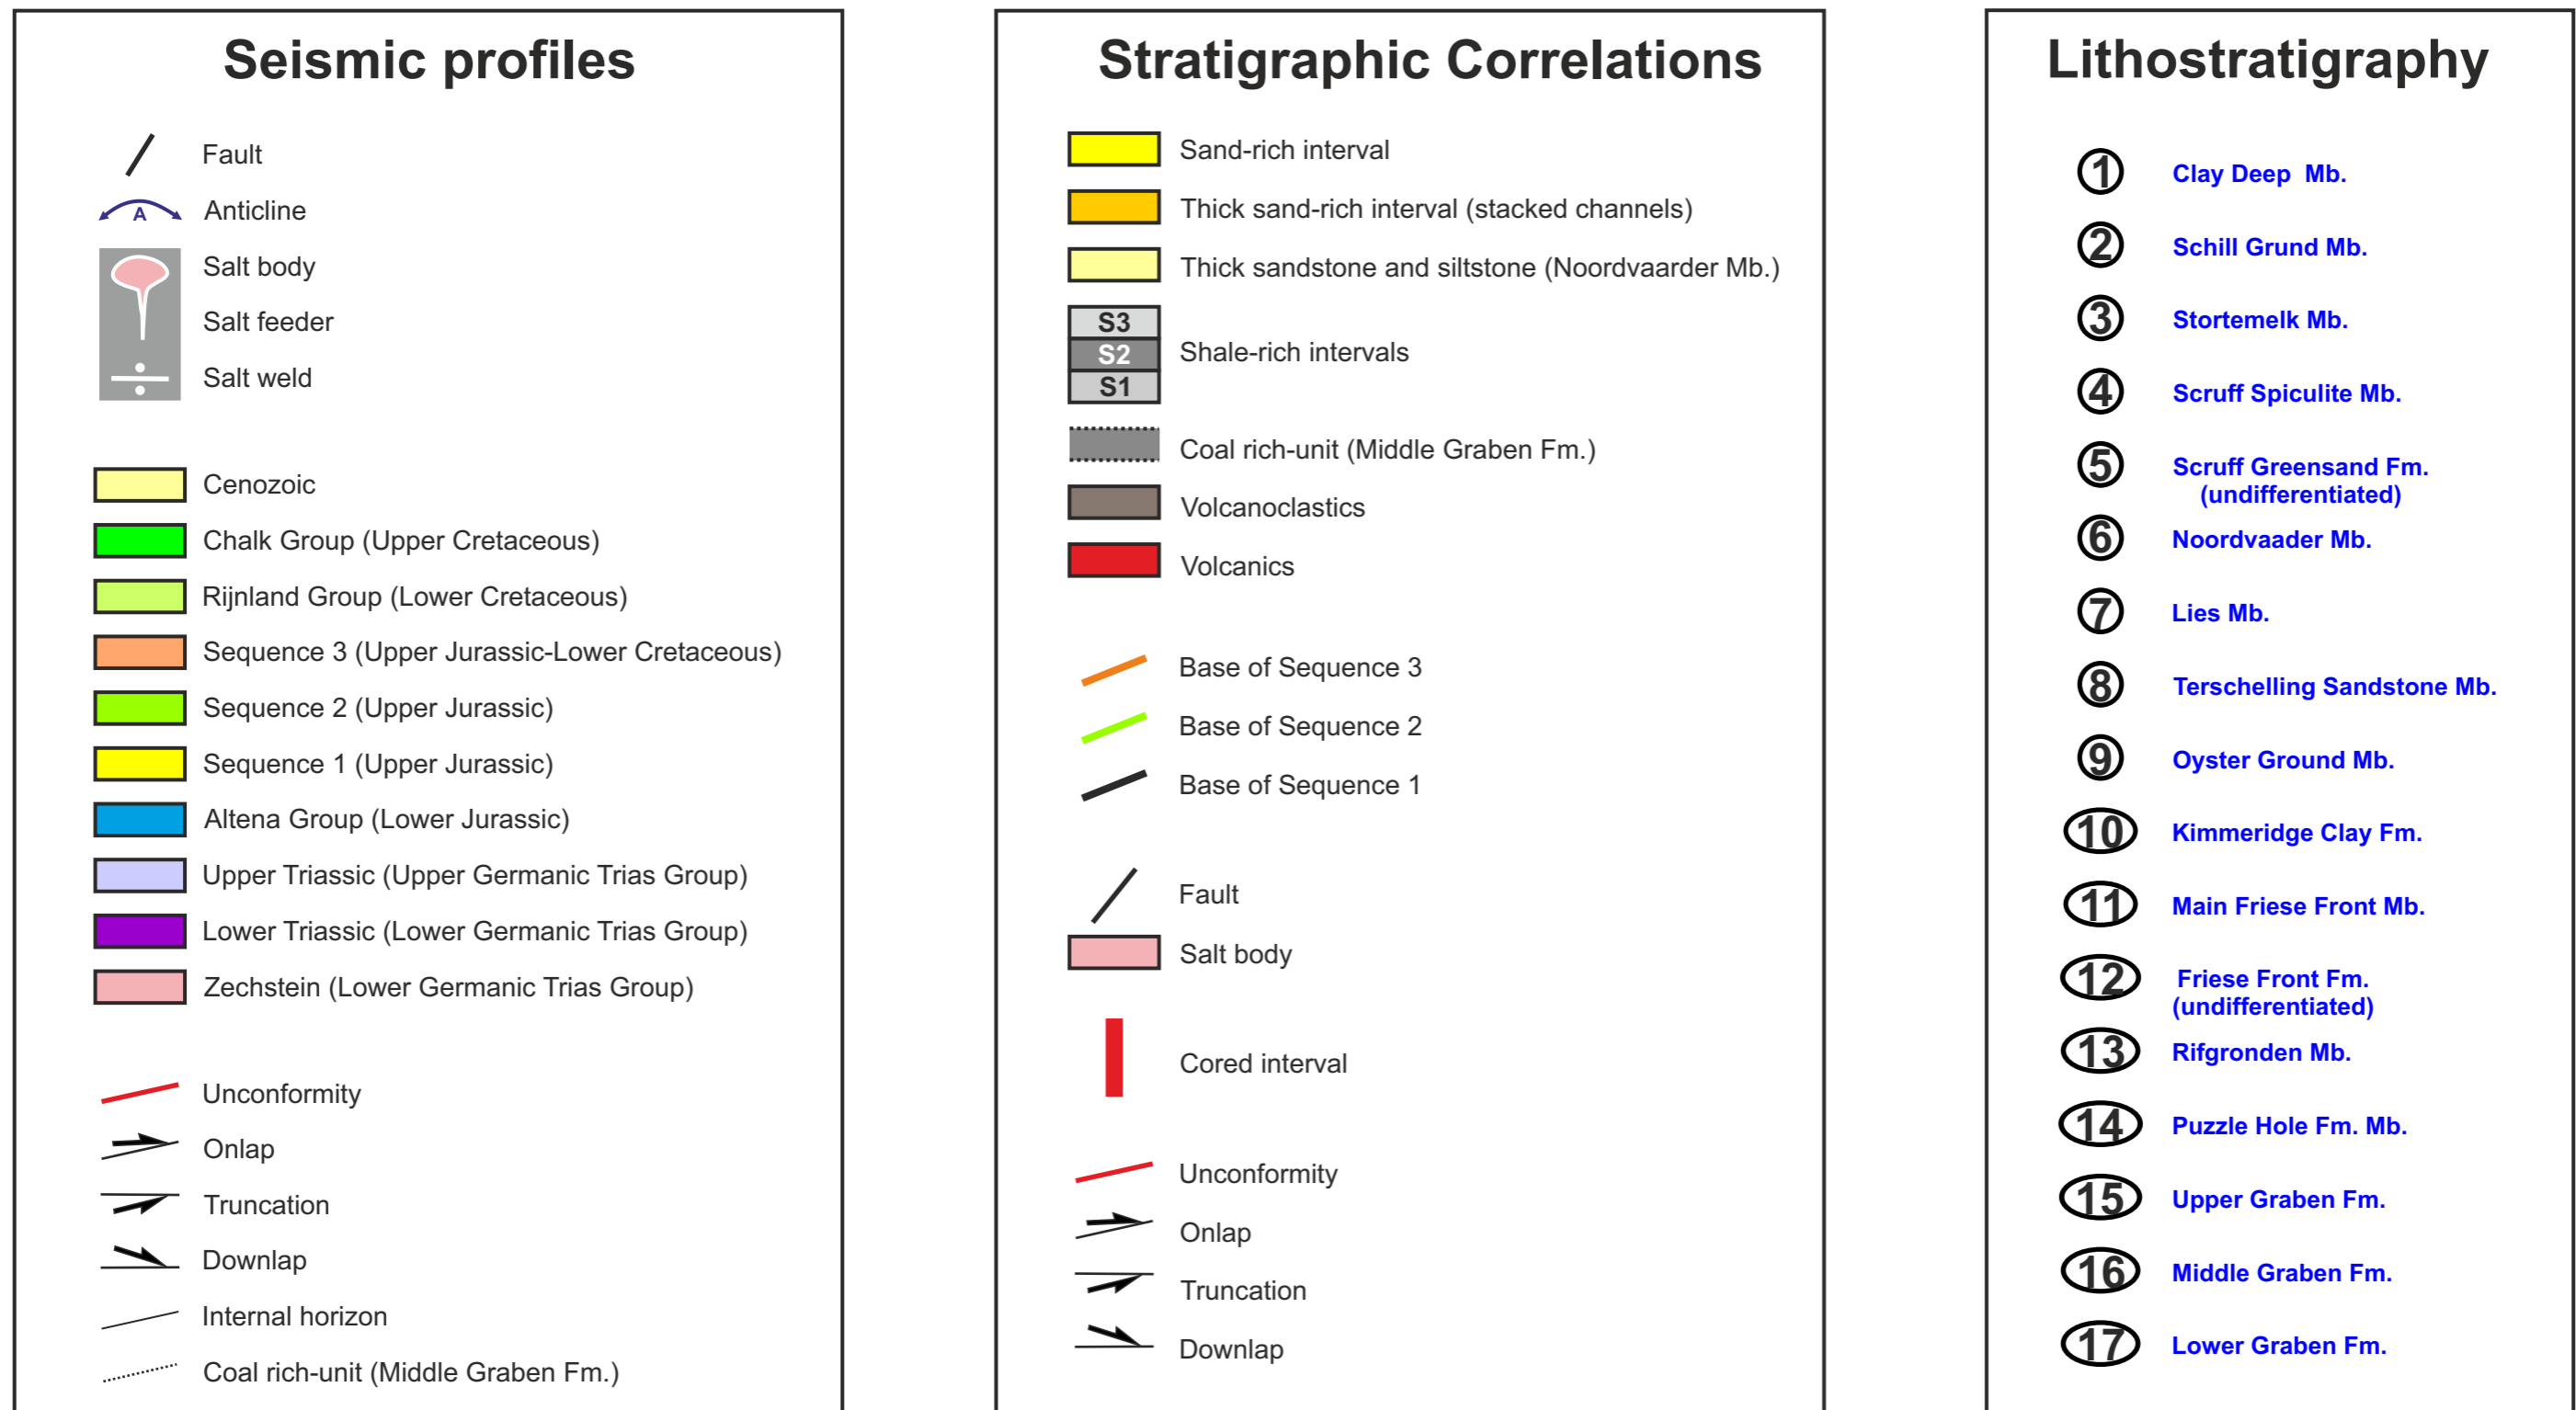 Seismic profiles
Fault
A
Anticline
Salt body
Salt feeder
Salt weld
Cenozoic
Chalk Group (Upper Cretaceous)
Rijnland Group (Lower Cretaceous)
Sequence 3 (Upper Jurassic-Lower Cretaceous)
Sequence 2 (Upper Jurassic)
Sequence 1 (Upper Jurassic)
Altena Group (Lower Jurassic)
Upper Triassic (Upper Germanic Trias Group)
Lower Triassic (Lower Germanic Trias Group)
Zechstein (Lower Germanic Trias Group)
Unconformity
Onlap
Truncation
Downlap
Internal horizon
Coal rich-unit (Middle Graben Fm.)
Stratigraphic Correlations
Sand-rich interval
Thick sand-rich interval (stacked channels)
Thick sandstone and siltstone (Noordvaarder Mb.)
S3
S2
S1
Shale-rich intervals
Coal rich-unit (Middle Graben Fm.)
Volcanoclastics
Volcanics
Base of Sequence 3
Base of Sequence 2
Base of Sequence 1
Fault
Salt body
Cored interval
Unconformity
Onlap
Truncation
Downlap
Lithostratigraphy
1 Clay Deep Mb.
2 Schill Grund Mb.
3 Stortemelk Mb.
4 Scruff Spiculite Mb.
5 Scruff Greensand Fm.
(undifferentiated)
6 Noordvaader Mb.
7 Lies Mb.
8 Terschelling Sandstone Mb.
9 Oyster Ground Mb.
10 Kimmeridge Clay Fm.
11 Main Friese Front Mb.
12 Friese Front Fm.
(undifferentiated)
13 Rifgronden Mb.
14 Puzzle Hole Fm. Mb.
15 Upper Graben Fm.
16 Middle Graben Fm.
17 Lower Graben Fm.